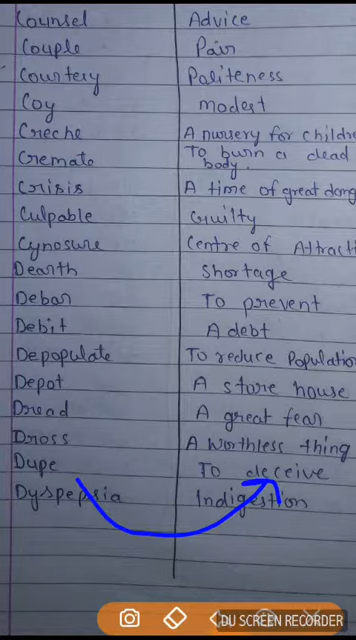 Counsel Advice
Couple Pair
Courtery Politeness
Coy modest
Creche A nursery for childre
Cremate To burn a dead body.
Crisis A time of great dang
Culpable Guilty
Cynosure Centre of Attracti
Dearth shortage
Debar To prevent
Debit A debt
Depopulate To reduce Population
Depot A store house
Dread A great fear
Dross A worthless thing
Dupe To deceive
Dyspepsia Indigestion
DU SCREEN RECORDER